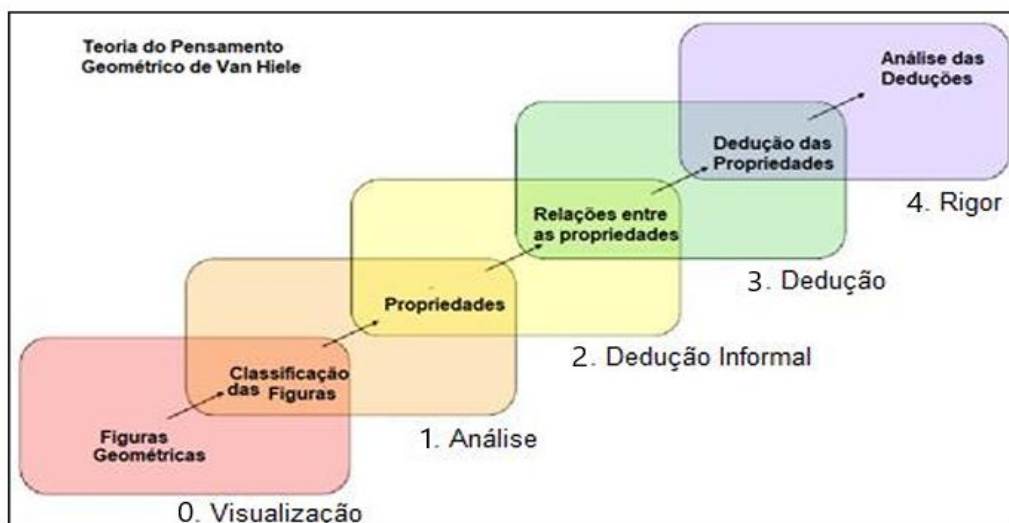 Teoria do Pensamento
Geométrico de Van Hiele
Análise das
Deduções
Dedução das
Propriedades
4. Rigor
Relações entre
as propriedades
3. Dedução
Propriedades
2. Dedução Informal
Classificação
das Figuras
1. Análise
Figuras
Geométricas
0. Visualização